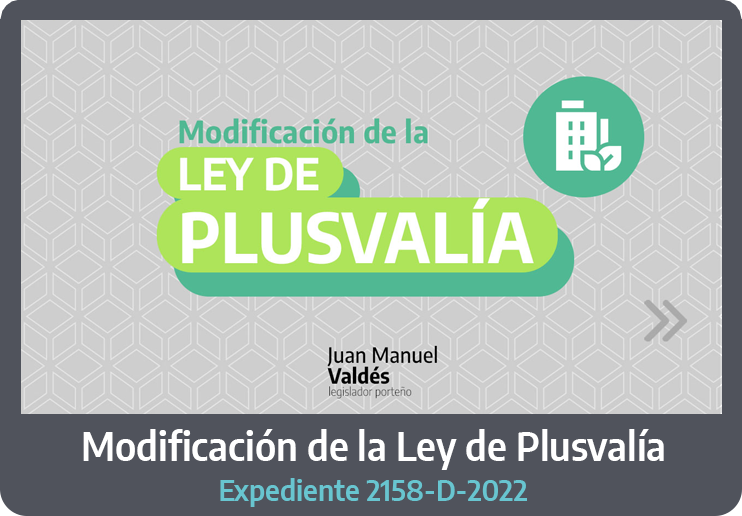 Modificación de la
LEY DE
PLUSVALÍA
Juan Manuel
Valdés
legislador porteño
Modificación de la Ley de Plusvalía
Expediente 2158-D-2022